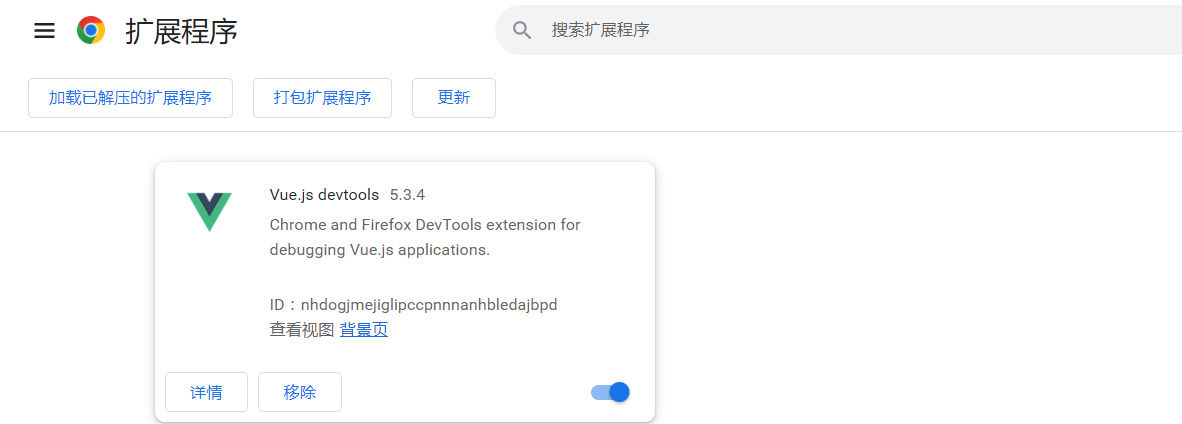 扩展程序
搜索扩展程序
加载已解压的扩展程序
打包扩展程序
更新
Vue.js devtools 5.3.4
Chrome and Firefox DevTools extension for
debugging Vue.js applications.
ID：nhdogjmejiglipccpnnnanhbledajbpd
查看视图 背景页
详情
移除